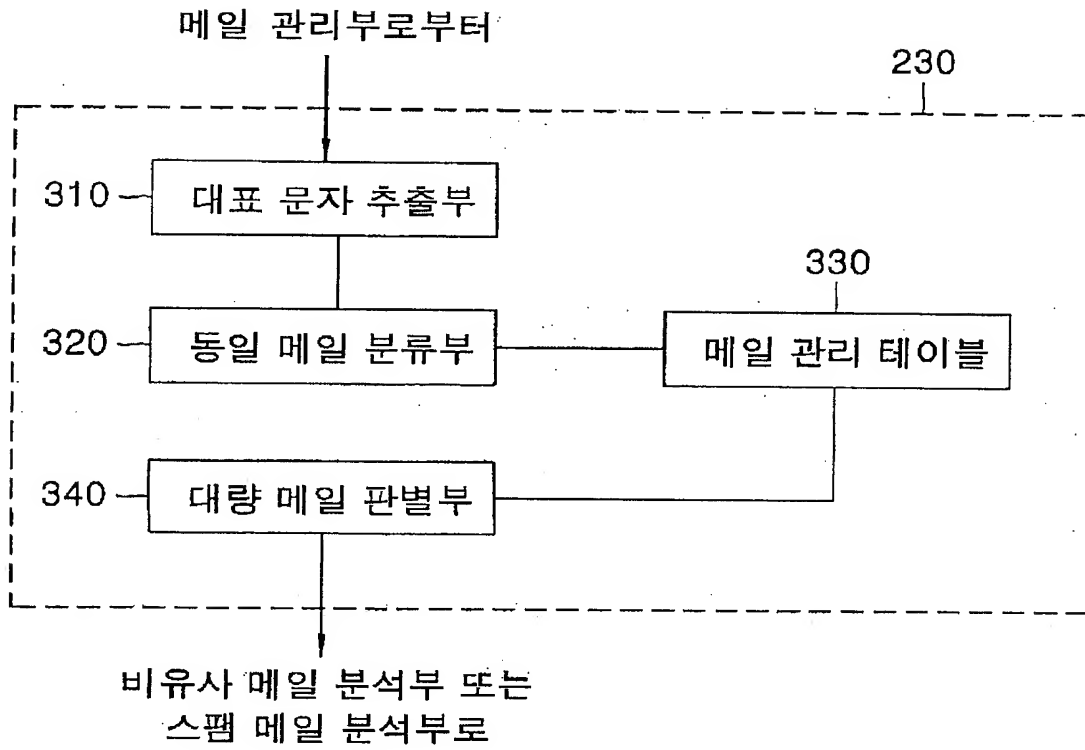 메일 관리부로부터
230
310
대표 문자 추출부
330
320
동일 메일 분류부
메일 관리 테이블
340
대량 메일 판별부
비유사 메일 분석부 또는
스팸 메일 분석부로